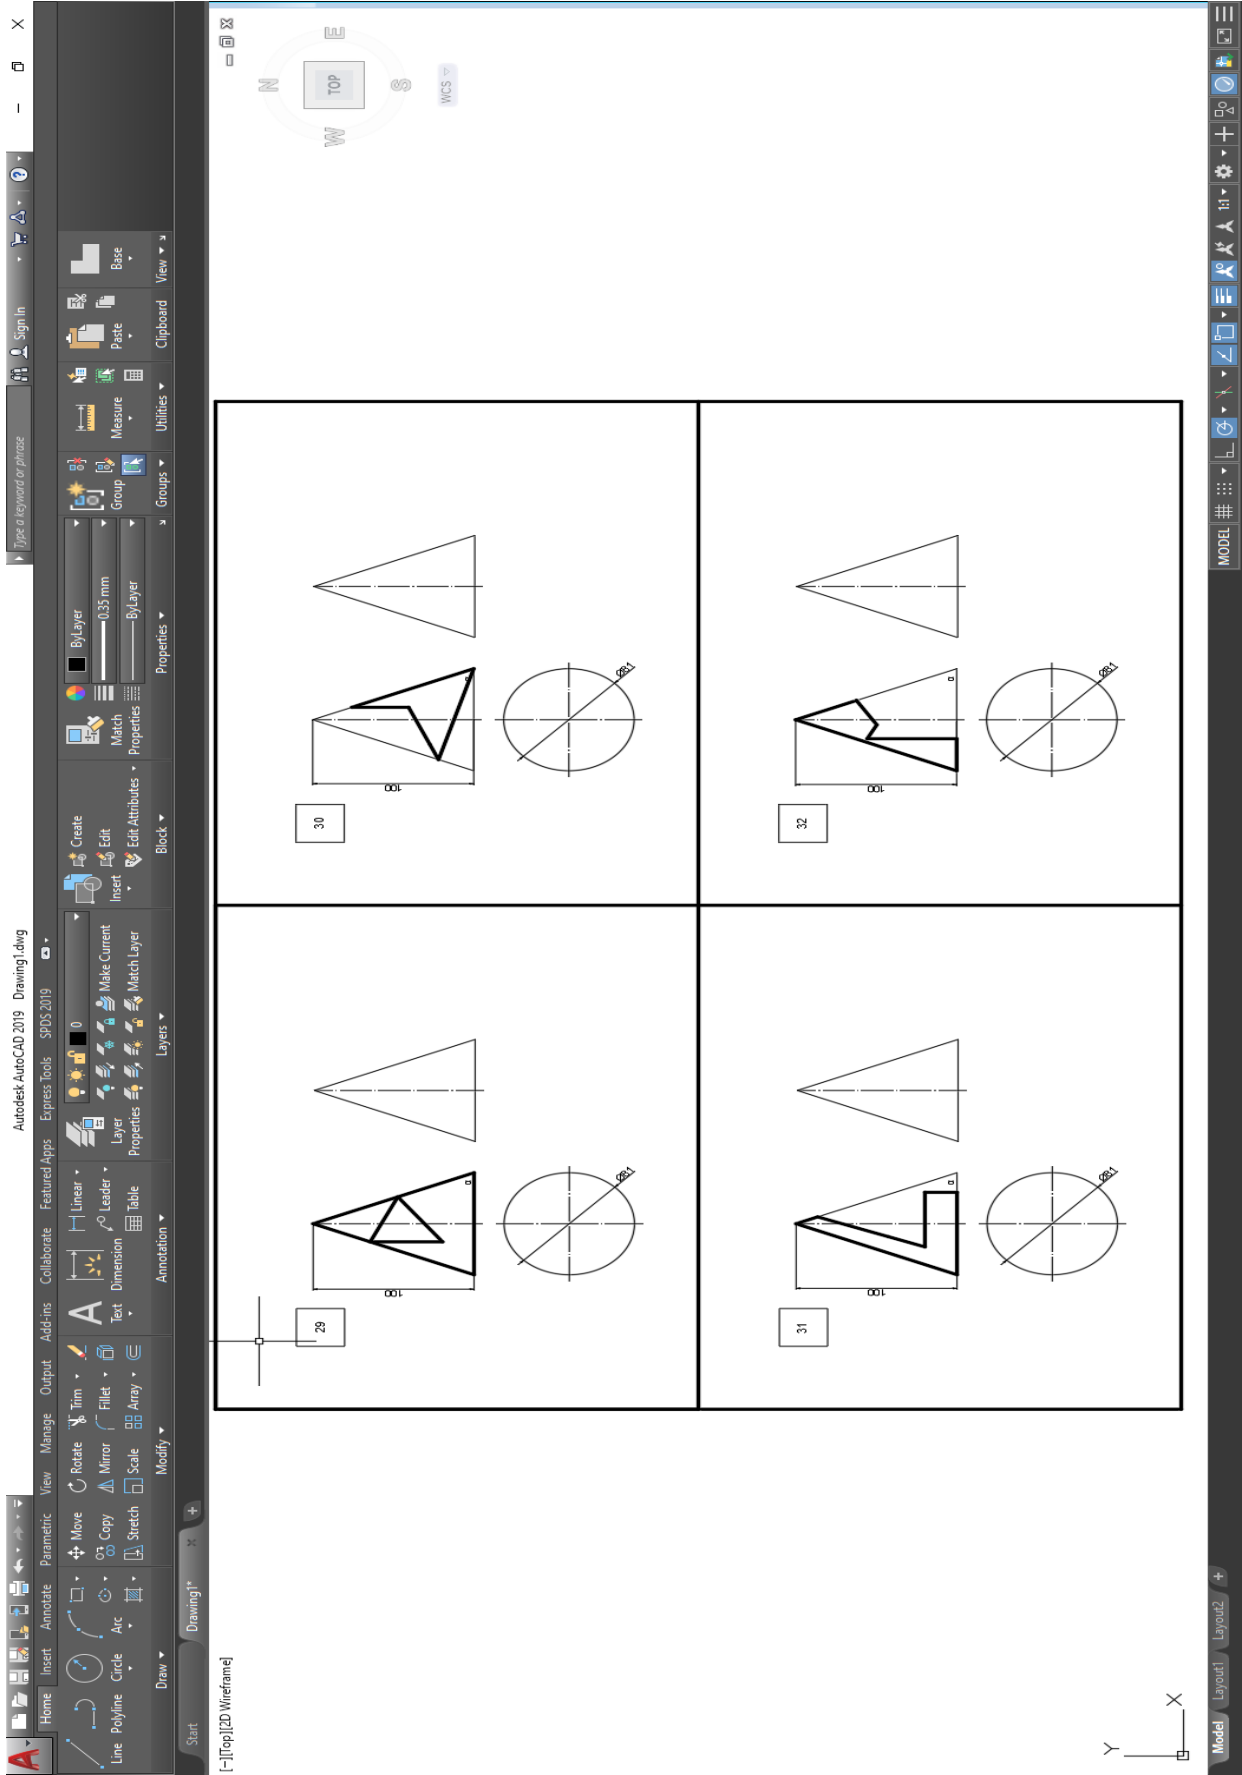 Autodesk AutoCAD 2019 Drawing1.dwg
Type a keyword or phrase
Sign In
Home Insert Annotate Parametric View Manage Output Add-ins Collaborate Express Tools Featured Apps SPDS 2019
Line Polyline Circle Arc
Draw
Move Rotate Trim
Copy Mirror Fillet
Stretch Scale Array
Modify
Text Dimension
Linear
Leader
Table
Annotation
Layer Properties
0
Make Current
Match Layer
Layers
Insert
Create
Edit
Edit Attributes
Block
Match Properties
ByLayer
0.35 mm
ByLayer
Properties
Group
Groups
Measure
Utilities
Paste
Clipboard
Base
View
Start Drawing1*
[-][Top][2D Wireframe]
N
W TOP E
S
WCS
29
100
Ø81
30
100
Ø81
31
100
Ø81
32
100
Ø81
Y
X
Model Layout1 Layout2
MODEL 1:1